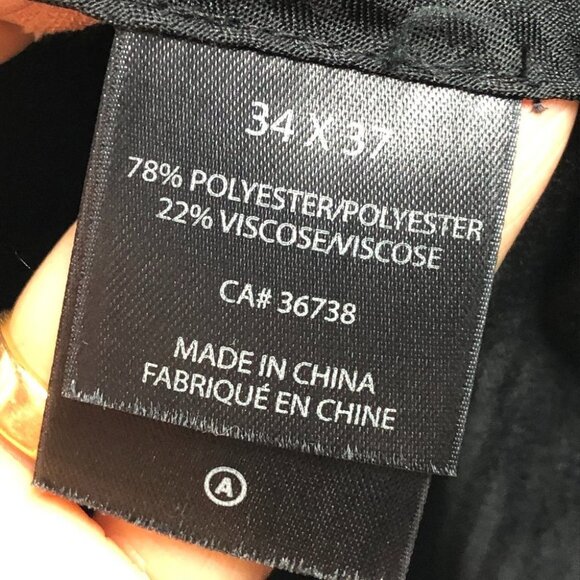 34 X 37
78% POLYESTER/POLYESTER
22% VISCOSE/VISCOSE
CA# 36738
MADE IN CHINA
FABRIQUÉ EN CHINE
A